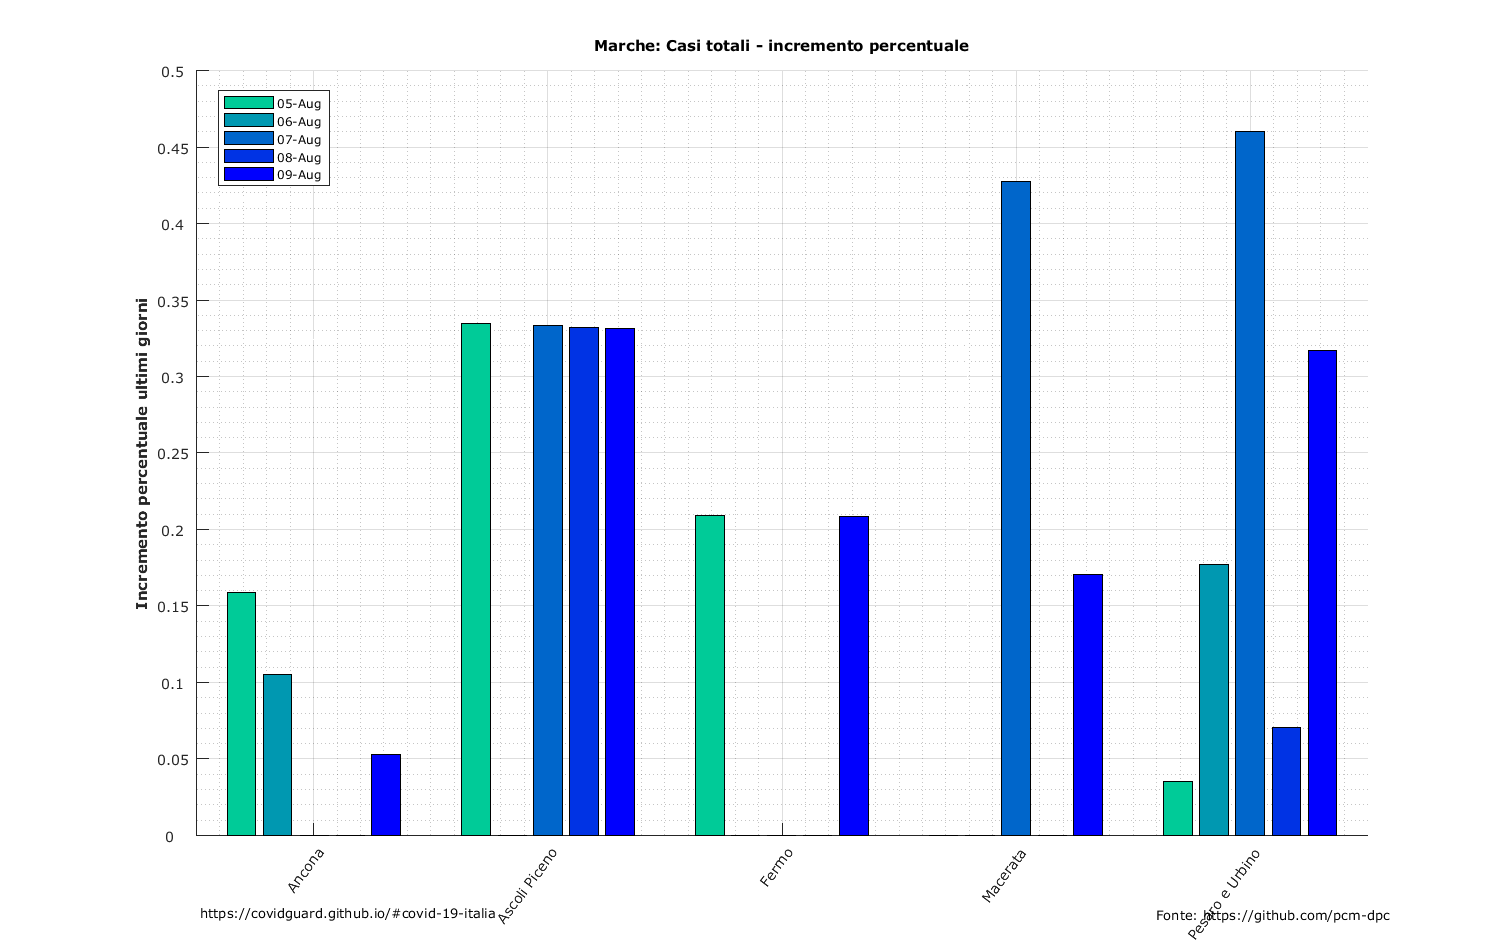 Marche: Casi totali - incremento percentuale
0.5
0.45
0.4
0.35
0.3
0.25
0.2
0.15
0.1
0.05
0
05-Aug
06-Aug
07-Aug
08-Aug
09-Aug
Incremento percentuale ultimi giorni
Ancona
Ascoli Piceno
Fermo
Macerata
Pesaro e Urbino
https://covidguard.github.io/#covid-19-italia
Fonte: https://github.com/pcm-dpc